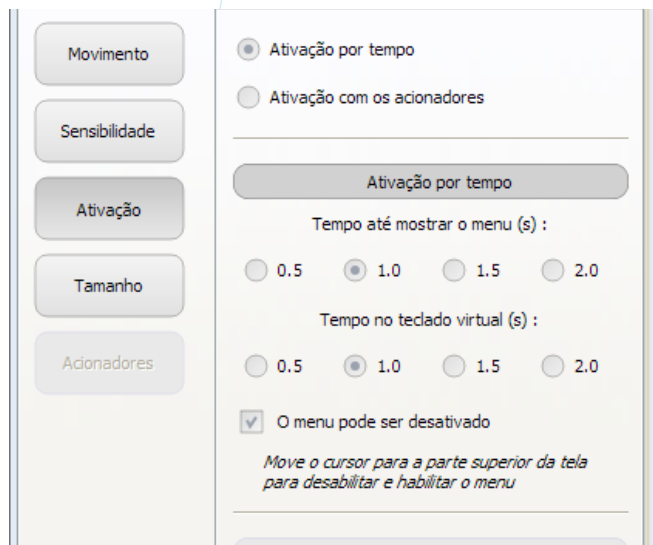 Movimento
Sensibilidade
Ativação
Tamanho
Acionadores
Ativação por tempo
Ativação com os acionadores
Ativação por tempo
Tempo até mostrar o menu (s) :
0.5 1.0 1.5 2.0
Tempo no teclado virtual (s) :
0.5 1.0 1.5 2.0
O menu pode ser desativado
Move o cursor para a parte superior da tela
para desabilitar e habilitar o menu